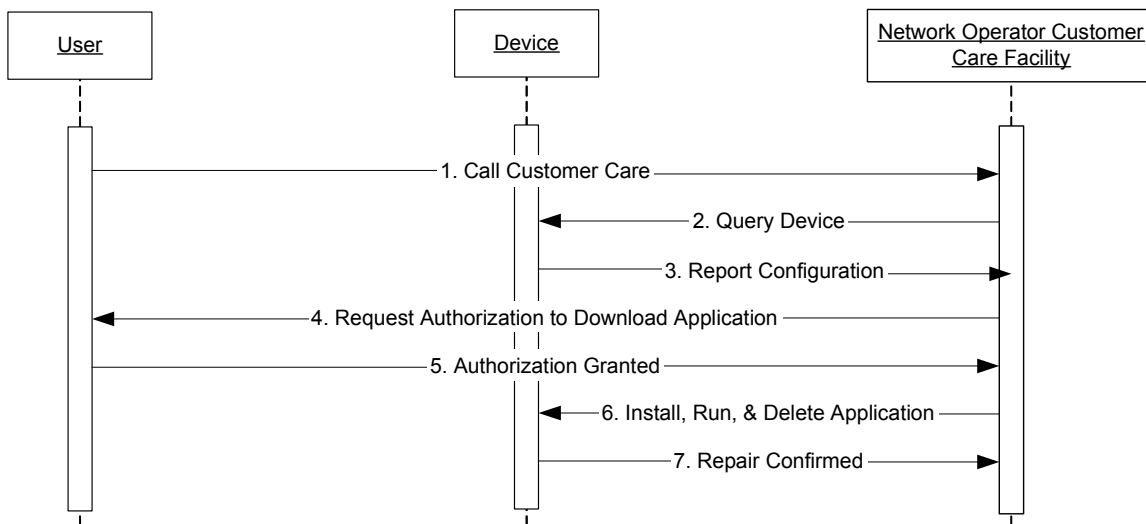 User
Device
Network Operator Customer
Care Facility
1. Call Customer Care
2. Query Device
3. Report Configuration
4. Request Authorization to Download Application
5. Authorization Granted
6. Install, Run, & Delete Application
7. Repair Confirmed